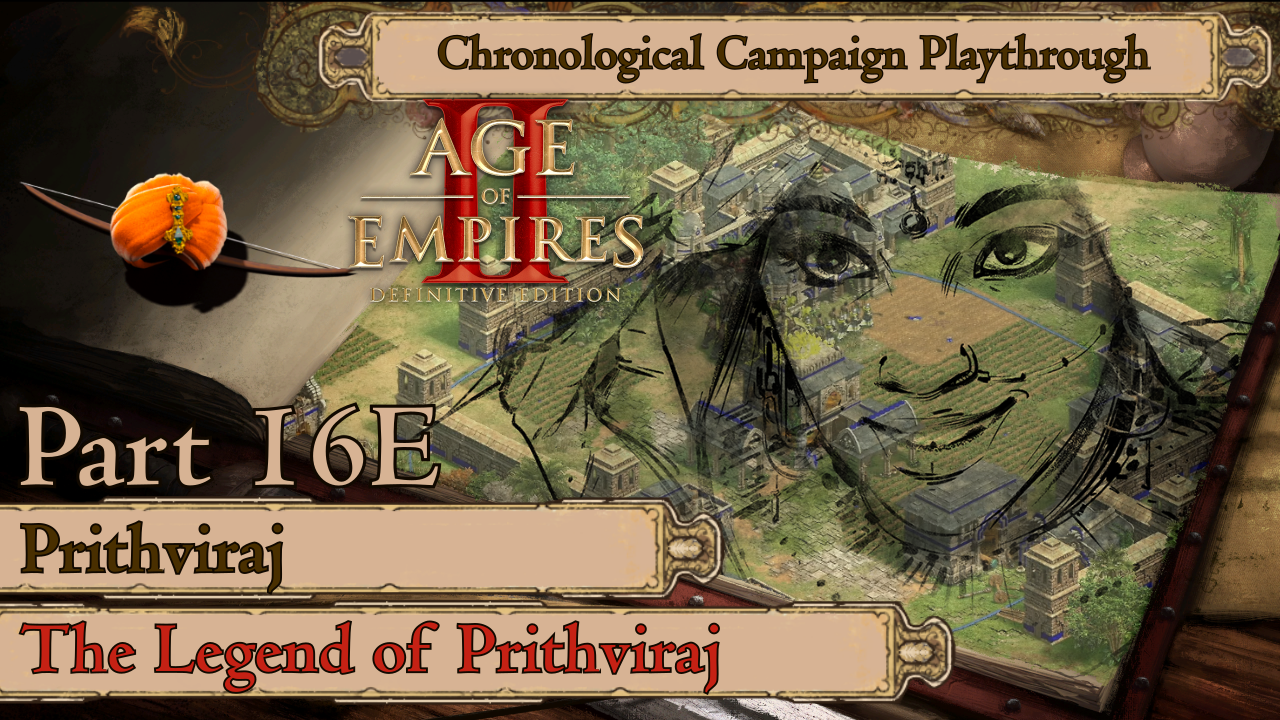 Chronological Campaign Playthrough
II
AGE
OF
EMPIRES
DEFINITIVE EDITION
Part 16E
Prithviraj
The Legend of Prithviraj